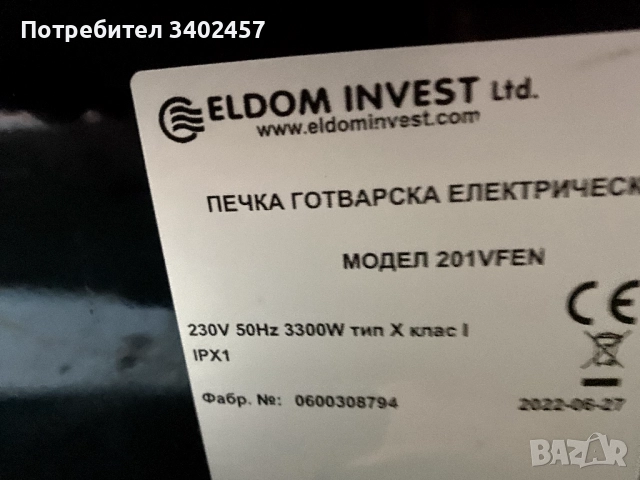 Потребител 3402457
ELDOM INVEST Ltd.
www.eldominvest.com
ПЕЧКА ГОТВАРСКА ЕЛЕКТРИЧЕСК
МОДЕЛ 201VFEN
CE
230V 50Hz 3300W тип X клас I
IPX1
Фабр. №: 0600308794
2022-06-27
BAZAR